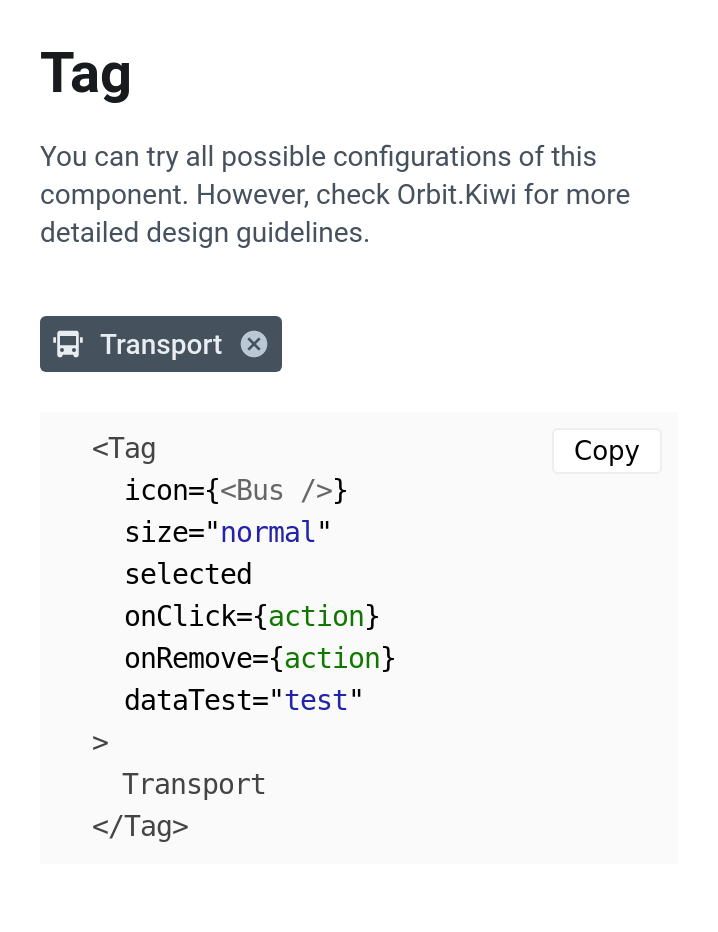 Tag
You can try all possible configurations of this
component. However, check Orbit.Kiwi for more
detailed design guidelines.
Transport
Copy
<Tag
  icon={<Bus />}
  size="normal"
  selected
  onClick={action}
  onRemove={action}
  dataTest="test"
>
  Transport
</Tag>